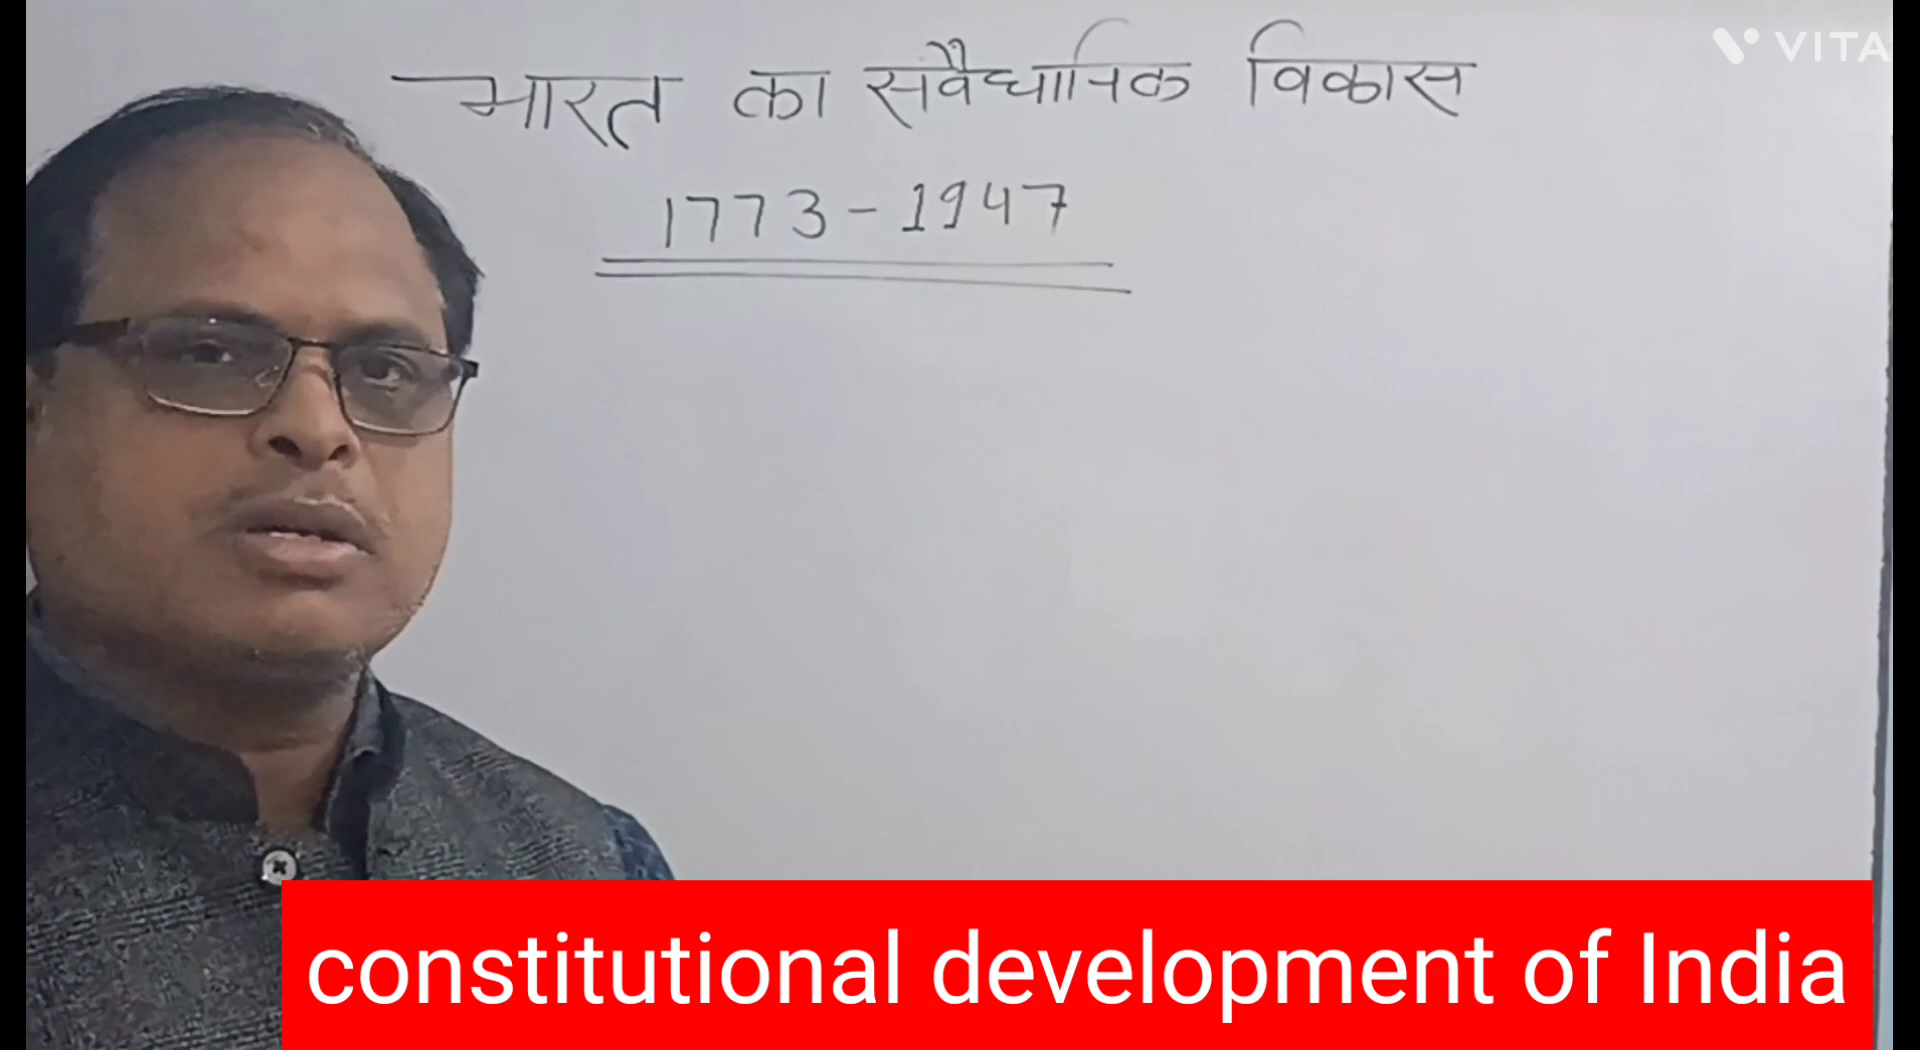 भारत का संवैधानिक विकास
VITA
1773 - 1947
constitutional development of India